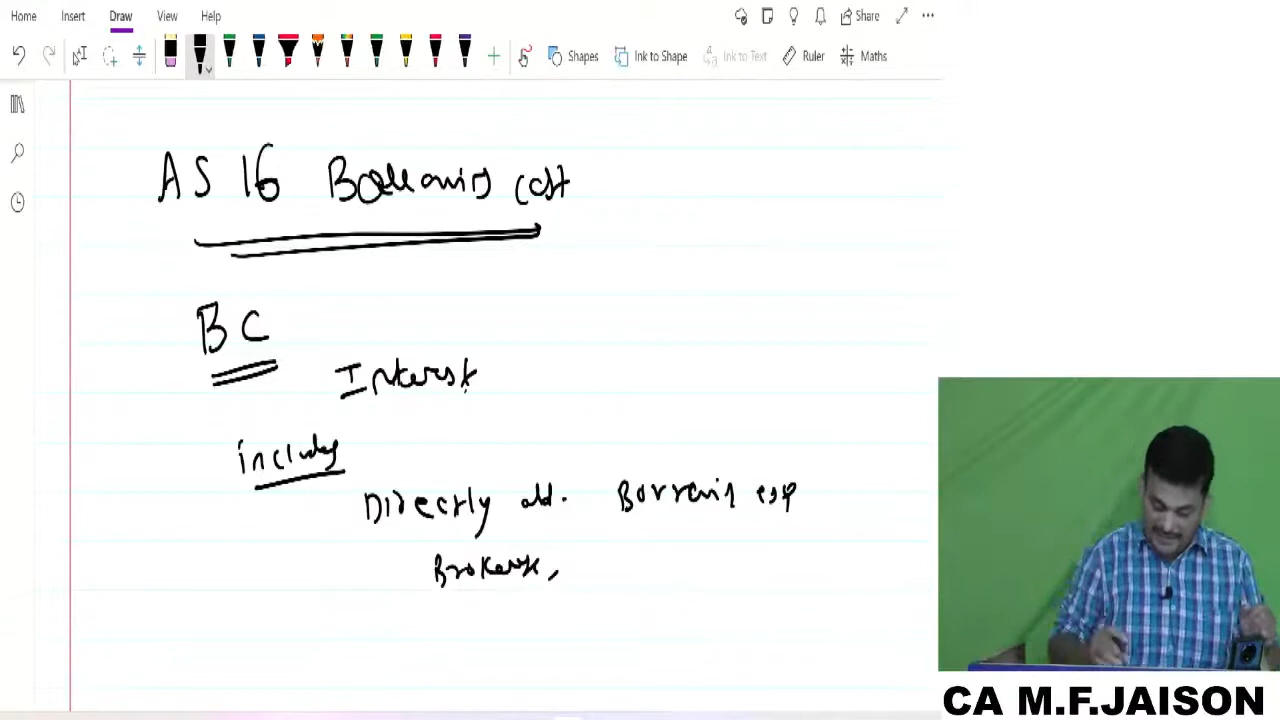 Home Insert Draw View Help Share
Shapes Ink to Shape Ink to Text Ruler Maths
AS 16 Borrowing cost
BC
Interest
includes
Directly att. Borrowing exp
Brokerage,
CA M.F.JAISON